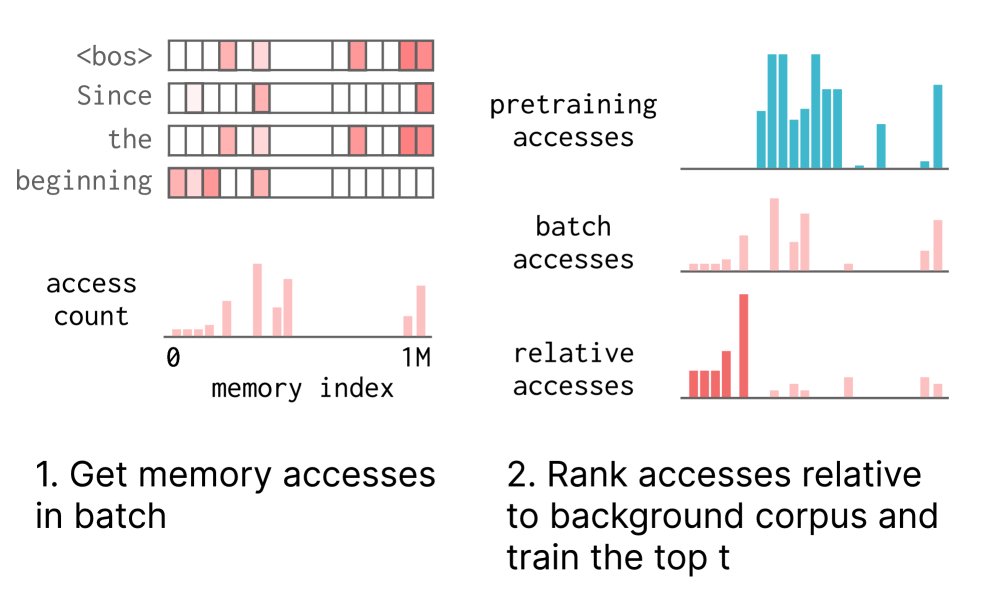 <bos>
Since
the
beginning
access
count
0
1M
memory index
1. Get memory accesses
in batch
pretraining
accesses
batch
accesses
relative
accesses
2. Rank accesses relative
to background corpus and
train the top t